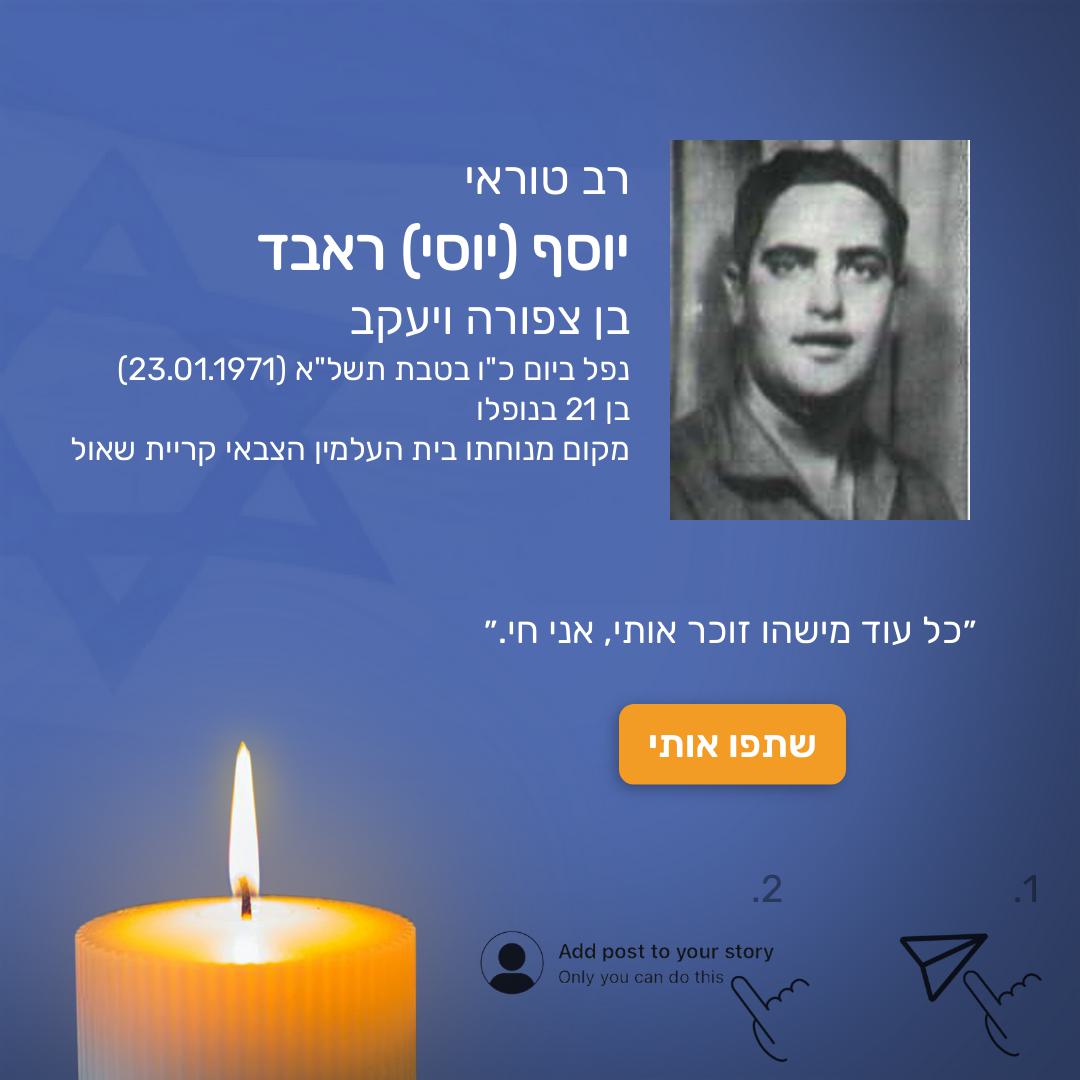 רב טוראי
יוסף (יוסי) ראבד
בן צפורה ויעקב
נפל ביום כ"ו בטבת תשל"א (23.01.1971)
בן 21 בנופלו
מקום מנוחתו בית העלמין הצבאי קריית שאול
״כל עוד מישהו זוכר אותי, אני חי.״
שתפו אותי
.1
.2
Add post to your story
Only you can do this